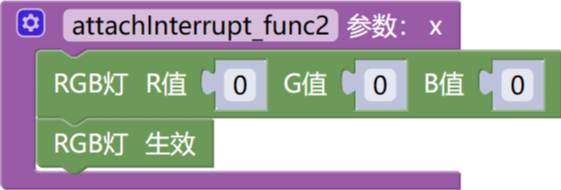 attachInterrupt_func2 参数： x
RGB灯 R值 0 G值 0 B值 0
RGB灯 生效